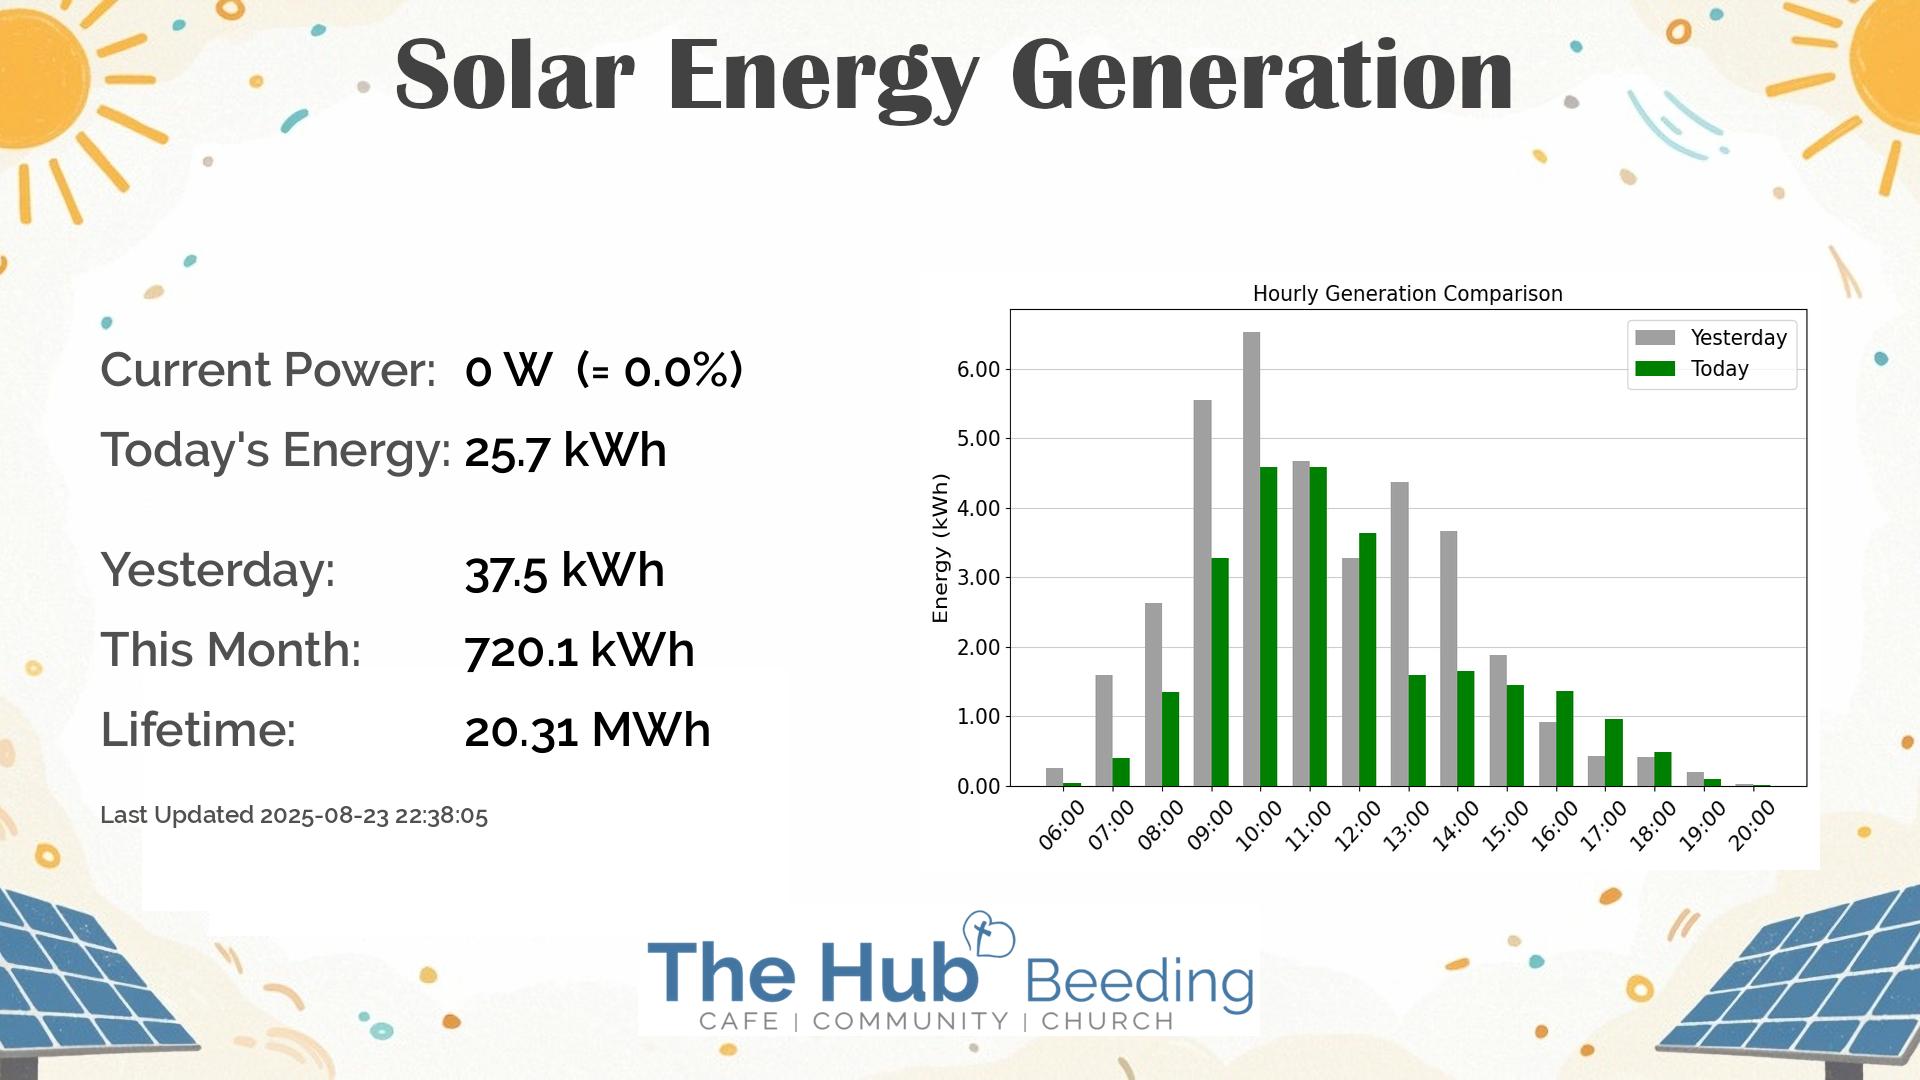 Solar Energy Generation
Current Power: 0 W (= 0.0%)
Today's Energy: 25.7 kWh
Yesterday: 37.5 kWh
This Month: 720.1 kWh
Lifetime: 20.31 MWh
Last Updated 2025-08-23 22:38:05
Hourly Generation Comparison
Yesterday
Today
Energy (kWh)
6.00
5.00
4.00
3.00
2.00
1.00
0.00
06:00 07:00 08:00 09:00 10:00 11:00 12:00 13:00 14:00 15:00 16:00 17:00 18:00 19:00 20:00
The Hub Beeding
CAFE | COMMUNITY | CHURCH